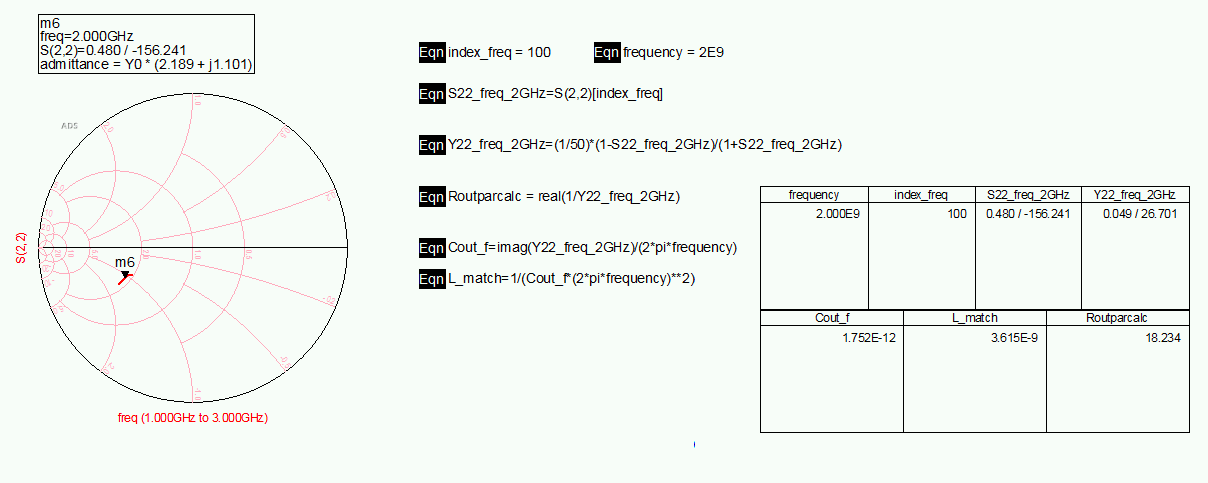 m6
freq=2.000GHz
S(2,2)=0.480 / -156.241
admittance = Y0 * (2.189 + j1.101)
ADS
m6
S(2,2)
freq (1.000GHz to 3.000GHz)
Eqn index_freq = 100
Eqn frequency = 2E9
Eqn S22_freq_2GHz=S(2,2)[index_freq]
Eqn Y22_freq_2GHz=(1/50)*(1-S22_freq_2GHz)/(1+S22_freq_2GHz)
Eqn Routparcalc = real(1/Y22_freq_2GHz)
Eqn Cout_f=imag(Y22_freq_2GHz)/(2*pi*frequency)
Eqn L_match=1/(Cout_f*(2*pi*frequency)**2)
frequency index_freq S22_freq_2GHz Y22_freq_2GHz
2.000E9 100 0.480 / -156.241 0.049 / 26.701
Cout_f L_match Routparcalc
1.752E-12 3.615E-9 18.234